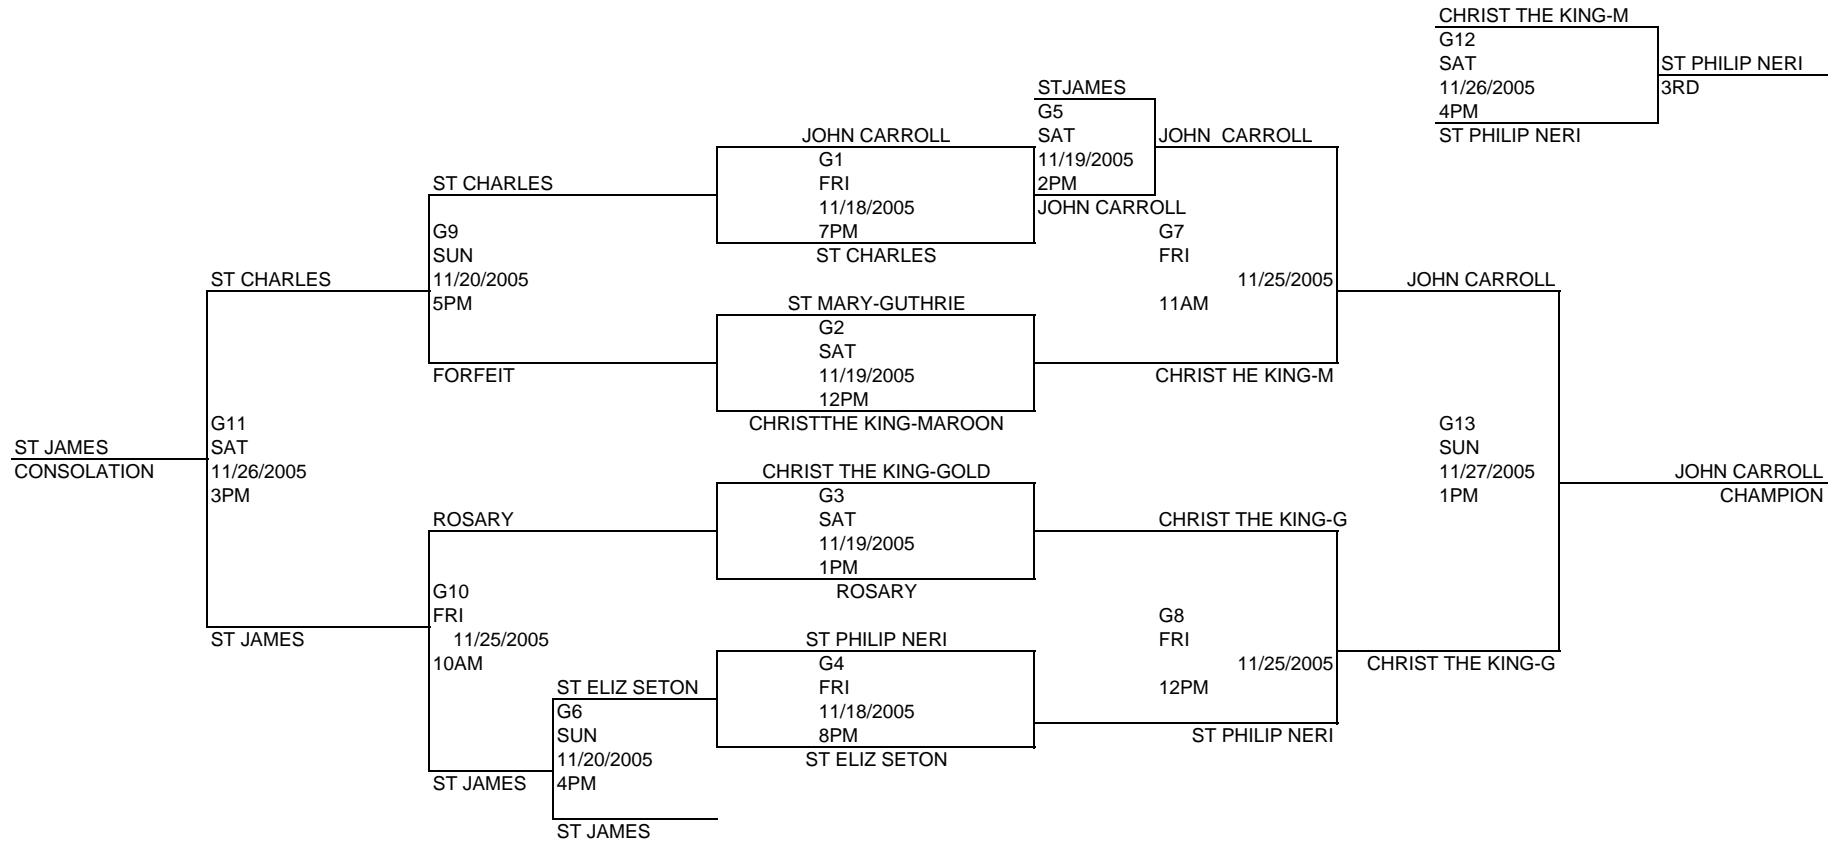 CHRIST THE KING-M
G12
SAT
11/26/2005
4PM
ST PHILIP NERI
ST PHILIP NERI
3RD
STJAMES
G5
SAT
11/19/2005
2PM
JOHN CARROLL
JOHN CARROLL
G1
FRI
11/18/2005
7PM
ST CHARLES
JOHN  CARROLL
G7
FRI
11/25/2005
11AM
CHRIST HE KING-M
ST CHARLES
G9
SUN
11/20/2005
5PM
FORFEIT
ST MARY-GUTHRIE
G2
SAT
11/19/2005
12PM
CHRISTTHE KING-MAROON
ST CHARLES
G11
SAT
11/26/2005
3PM
ST JAMES
ST JAMES
CONSOLATION
CHRIST THE KING-GOLD
G3
SAT
11/19/2005
1PM
ROSARY
ROSARY
G10
FRI
11/25/2005
10AM
ST JAMES
ST ELIZ SETON
G6
SUN
11/20/2005
4PM
ST JAMES
ST PHILIP NERI
G4
FRI
11/18/2005
8PM
ST ELIZ SETON
CHRIST THE KING-G
G8
FRI
11/25/2005
12PM
ST PHILIP NERI
JOHN CARROLL
G13
SUN
11/27/2005
1PM
CHRIST THE KING-G
JOHN CARROLL
CHAMPION